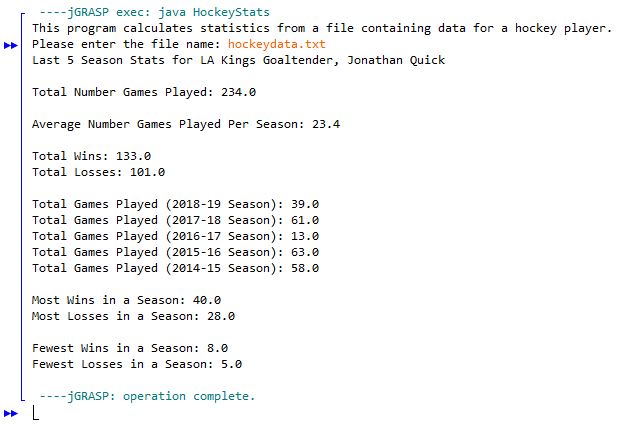 ----jGRASP exec: java HockeyStats
This program calculates statistics from a file containing data for a hockey player.
Please enter the file name: hockeydata.txt
Last 5 Season Stats for LA Kings Goaltender, Jonathan Quick
Total Number Games Played: 234.0
Average Number Games Played Per Season: 23.4
Total Wins: 133.0
Total Losses: 101.0
Total Games Played (2018-19 Season): 39.0
Total Games Played (2017-18 Season): 61.0
Total Games Played (2016-17 Season): 13.0
Total Games Played (2015-16 Season): 63.0
Total Games Played (2014-15 Season): 58.0
Most Wins in a Season: 40.0
Most Losses in a Season: 28.0
Fewest Wins in a Season: 8.0
Fewest Losses in a Season: 5.0
----jGRASP: operation complete.